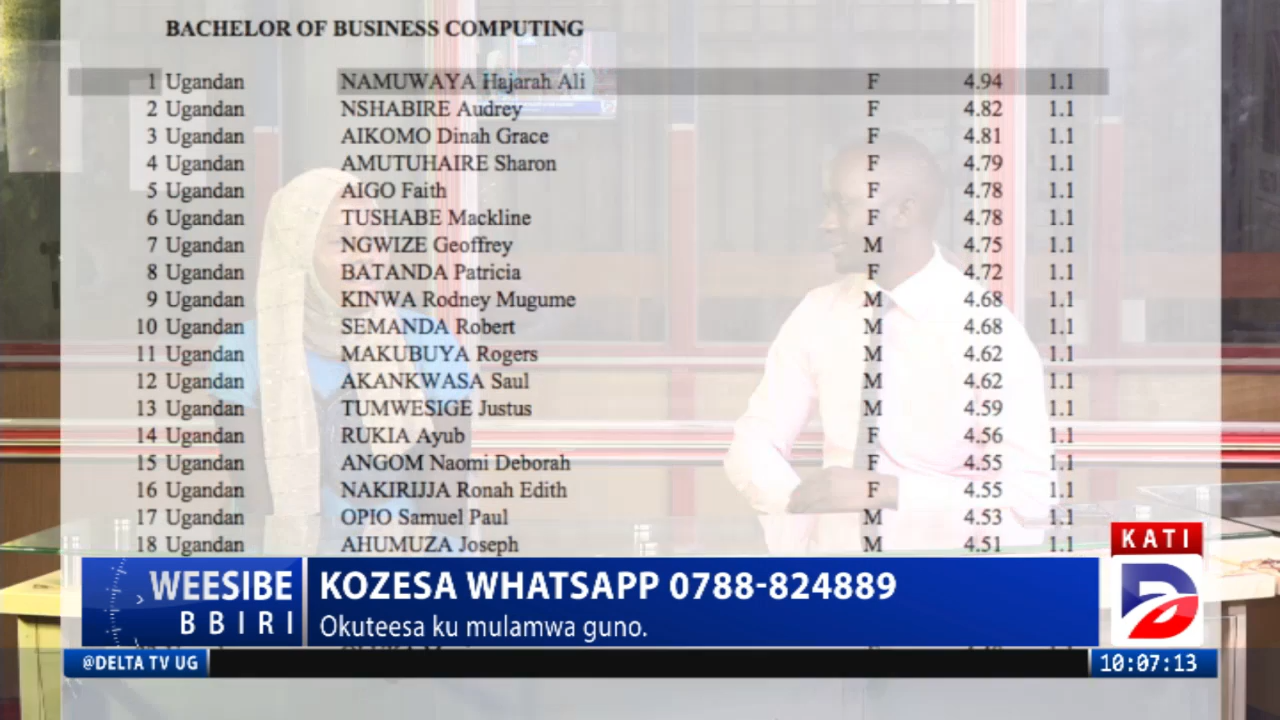 BACHELOR OF BUSINESS COMPUTING
1 Ugandan NAMUWAYA Hajarah Ali F 4.94 1.1
2 Ugandan NSHABIRE Audrey F 4.82 1.1
3 Ugandan AIKOMO Dinah Grace F 4.81 1.1
4 Ugandan AMUTUHAIRE Sharon F 4.79 1.1
5 Ugandan AIGO Faith F 4.78 1.1
6 Ugandan TUSHABE Mackline F 4.78 1.1
7 Ugandan NGWIZE Geoffrey M 4.75 1.1
8 Ugandan BATANDA Patricia F 4.72 1.1
9 Ugandan KINWA Rodney Mugume M 4.68 1.1
10 Ugandan SEMANDA Robert M 4.68 1.1
11 Ugandan MAKUBUYA Rogers M 4.62 1.1
12 Ugandan AKANKWASA Saul M 4.62 1.1
13 Ugandan TUMWESIGE Justus M 4.59 1.1
14 Ugandan RUKIA Ayub F 4.56 1.1
15 Ugandan ANGOM Naomi Deborah F 4.55 1.1
16 Ugandan NAKIRIJJA Ronah Edith F 4.55 1.1
17 Ugandan OPIO Samuel Paul M 4.53 1.1
18 Ugandan AHUMUZA Joseph M 4.51 1.1
KATI
WEESIBE
BBIRI
KOZESA WHATSAPP 0788-824889
Okuteesa ku mulamwa guno.
@DELTA TV UG
10:07:13